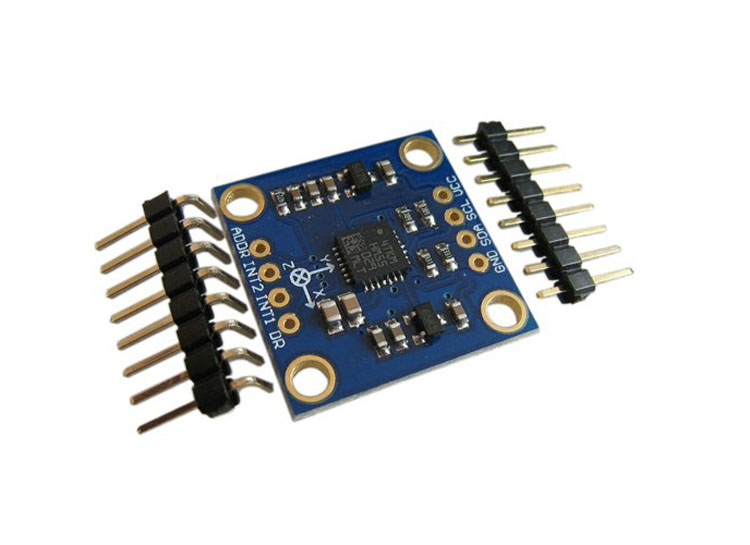 VCC
SCL
SDA
GND
ADDR
INT2
INT1
DR
Z
Y
X